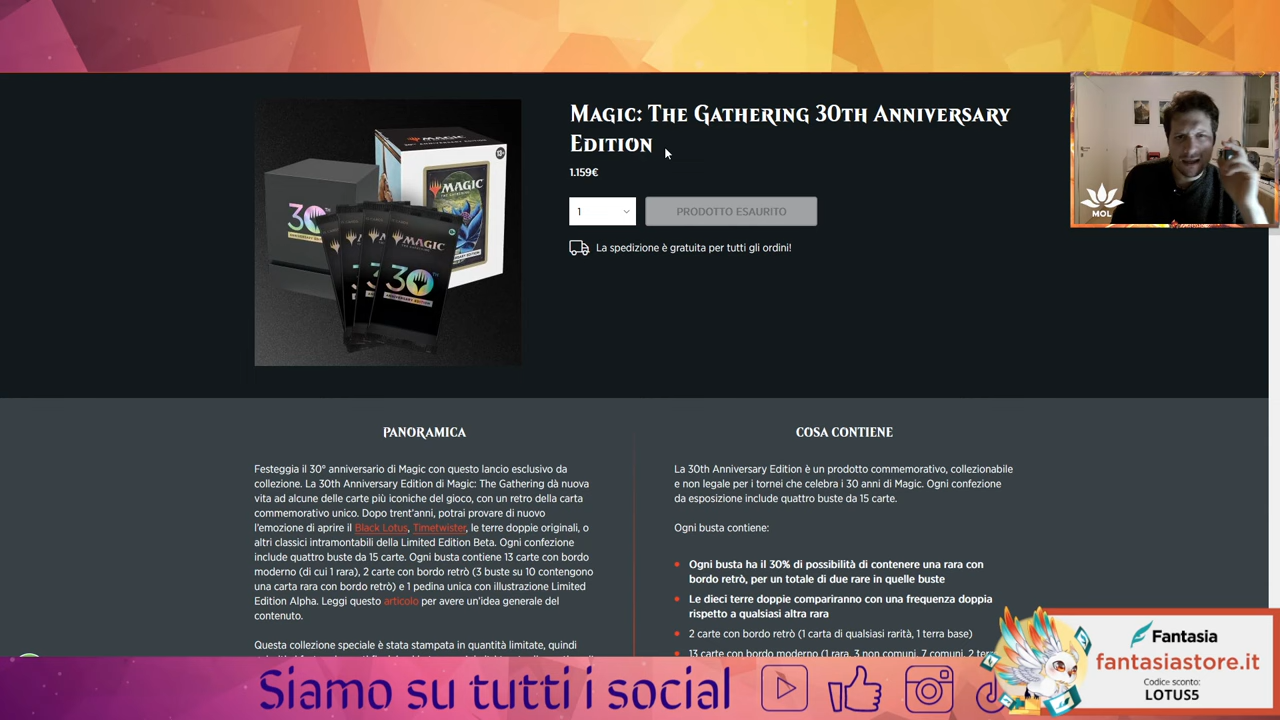 MAGIC: THE GATHERING 30TH ANNIVERSARY
EDITION
1.159€
1
PRODOTTO ESAURITO
La spedizione è gratuita per tutti gli ordini!
MAGIC
30
MAGIC
30
ANNIVERSARY EDITION
MOL
PANORAMICA
Festeggia il 30° anniversario di Magic con questo lancio esclusivo da
collezione. La 30th Anniversary Edition di Magic: The Gathering dà nuova
vita ad alcune delle carte più iconiche del gioco, con un retro della carta
commemorativo unico. Dopo trent'anni, potrai provare di nuovo
l'emozione di aprire il Black Lotus, Timetwister, le terre doppie originali, o
altri classici intramontabili della Limited Edition Beta. Ogni confezione
include quattro buste da 15 carte. Ogni busta contiene 13 carte con bordo
moderno (di cui 1 rara), 2 carte con bordo retrò (3 buste su 10 contengono
una carta rara con bordo retrò) e 1 pedina unica con illustrazione Limited
Edition Alpha. Leggi questo articolo per avere un'idea generale del
contenuto.
Questa collezione speciale è stata stampata in quantità limitate, quindi
COSA CONTIENE
La 30th Anniversary Edition è un prodotto commemorativo, collezionabile
e non legale per i tornei che celebra i 30 anni di Magic. Ogni confezione
da esposizione include quattro buste da 15 carte.
Ogni busta contiene:
Ogni busta ha il 30% di possibilità di contenere una rara con
bordo retrò, per un totale di due rare in quelle buste
Le dieci terre doppie compariranno con una frequenza doppia
rispetto a qualsiasi altra rara
2 carte con bordo retrò (1 carta di qualsiasi rarità, 1 terra base)
13 carte con bordo moderno (1 rara, 3 non comuni, 7 comuni, 2
Siamo su tutti i social
Fantasia
fantasiastore.it
Codice sconto:
LOTUS5